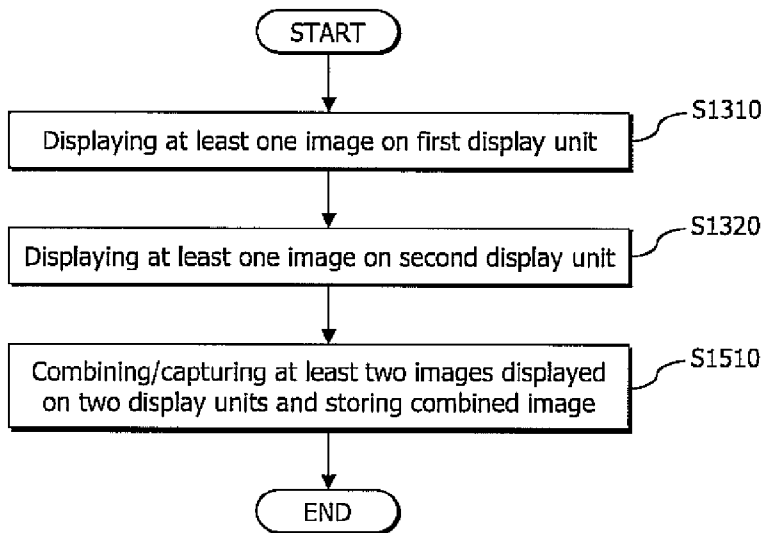 START
Displaying at least one image on first display unit
S1310
Displaying at least one image on second display unit
S1320
Combining/capturing at least two images displayed
on two display units and storing combined image
S1510
END